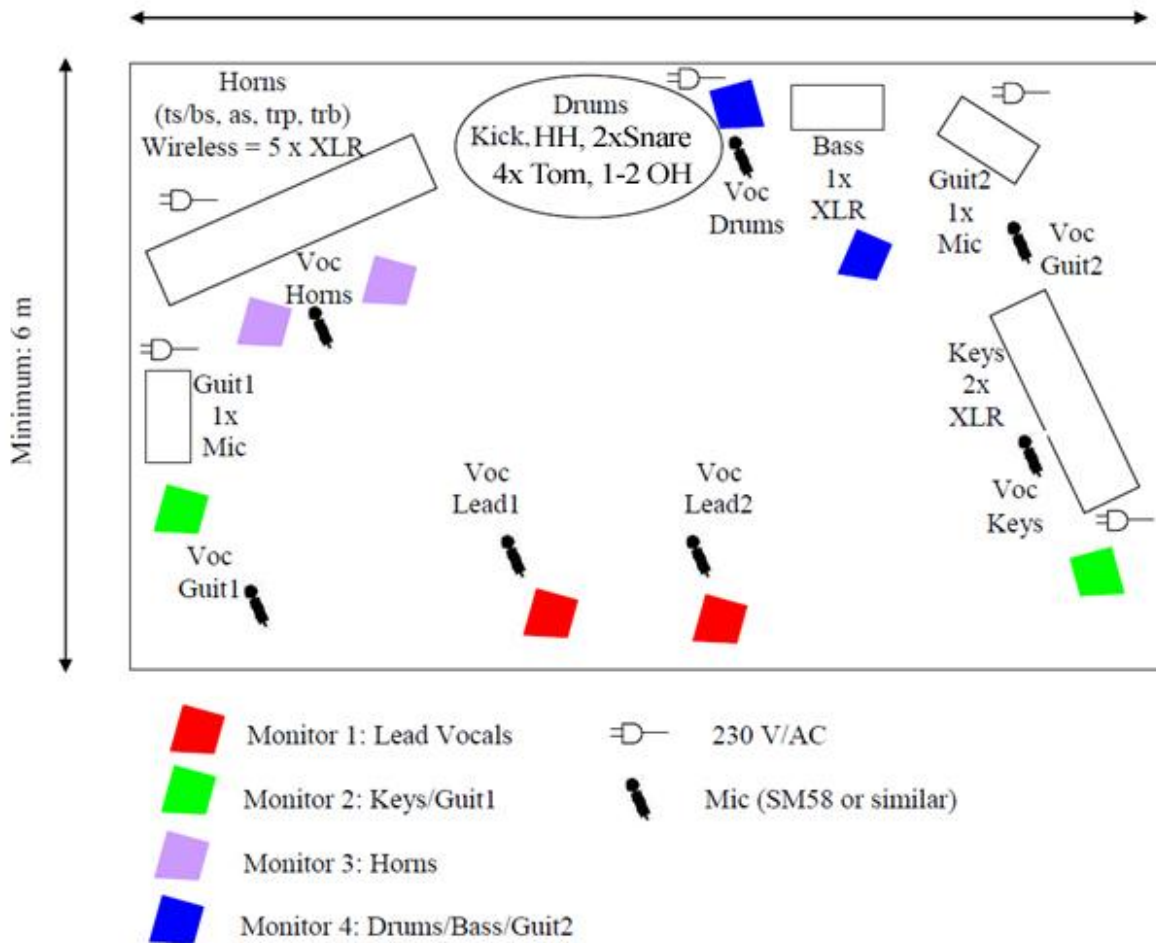 Minimum: 6 m
Horns
(ts/bs, as, trp, trb)
Wireless = 5 x XLR
Drums
Kick, HH, 2xSnare
4x Tom, 1-2 OH
Voc
Drums
Bass
1x
XLR
Guit2
1x
Mic
Voc
Guit2
Voc
Horns
Guit1
1x
Mic
Keys
2x
XLR
Voc
Lead1
Voc
Lead2
Voc
Keys
Voc
Guit1
Monitor 1: Lead Vocals
230 V/AC
Monitor 2: Keys/Guit1
Mic (SM58 or similar)
Monitor 3: Horns
Monitor 4: Drums/Bass/Guit2